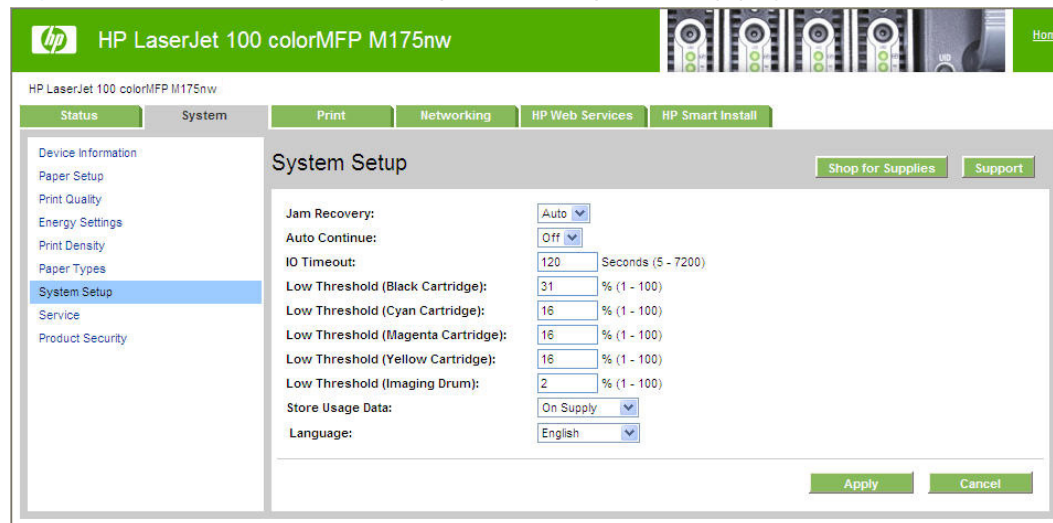 hp HP LaserJet 100 colorMFP M175nw
UID
HP LaserJet 100 colorMFP M175nw
Status System Print Networking HP Web Services HP Smart Install
Device Information
Paper Setup
Print Quality
Energy Settings
Print Density
Paper Types
System Setup
Service
Product Security
System Setup
Shop for Supplies Support
Jam Recovery: Auto
Auto Continue: Off
IO Timeout: 120 Seconds (5 - 7200)
Low Threshold (Black Cartridge): 31 % (1 - 100)
Low Threshold (Cyan Cartridge): 16 % (1 - 100)
Low Threshold (Magenta Cartridge): 16 % (1 - 100)
Low Threshold (Yellow Cartridge): 16 % (1 - 100)
Low Threshold (Imaging Drum): 2 % (1 - 100)
Store Usage Data: On Supply
Language: English
Apply Cancel